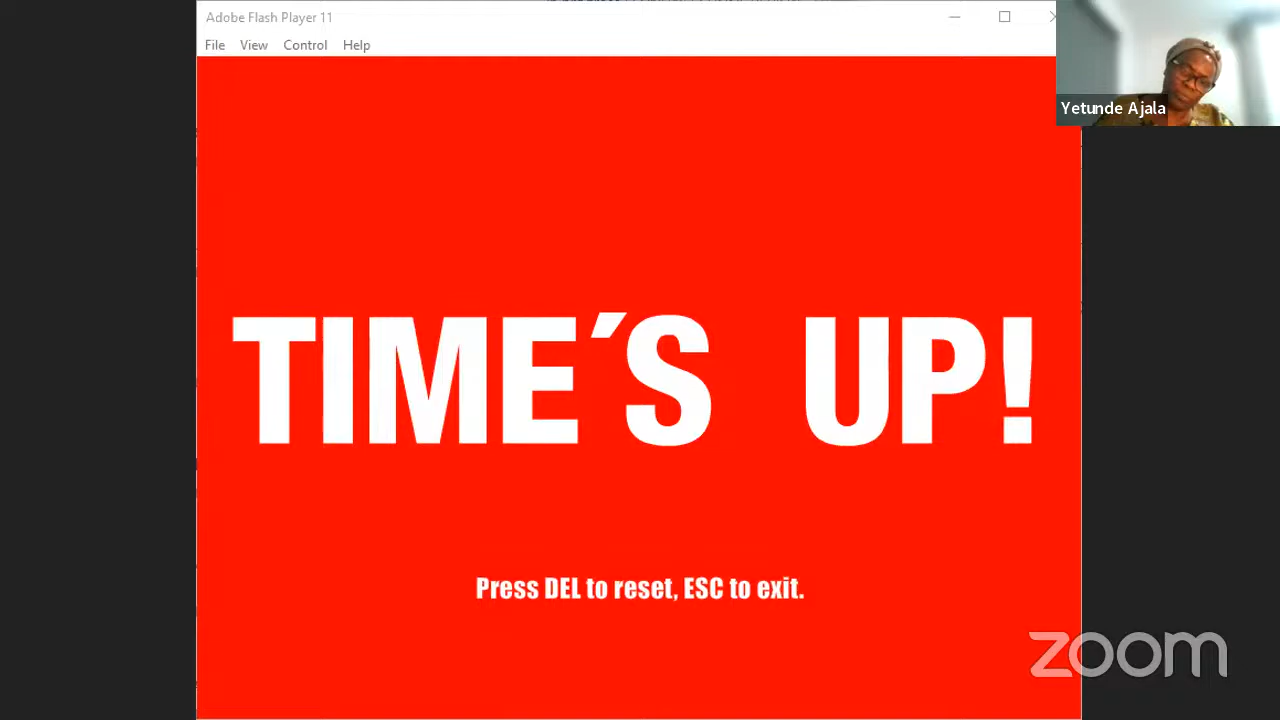 Adobe Flash Player 11
File View Control Help
Yetunde Ajala
TIME'S UP!
Press DEL to reset, ESC to exit.
zoom